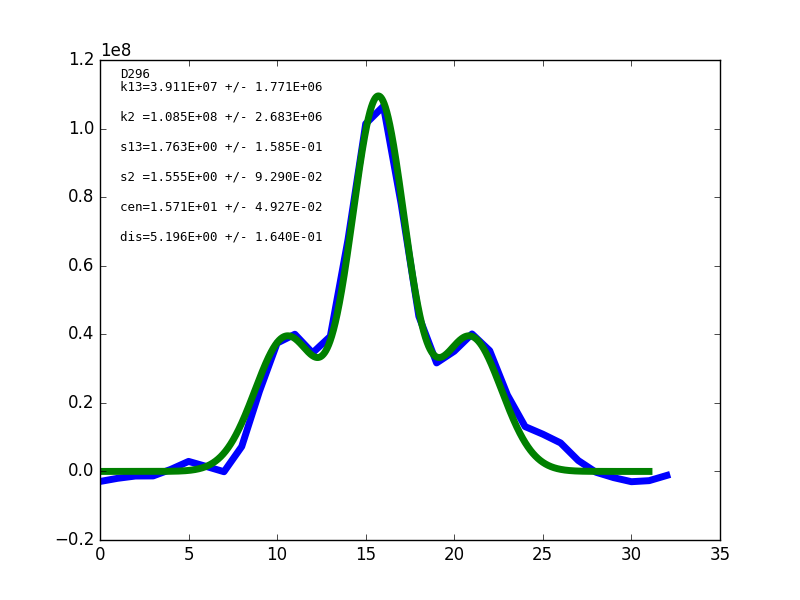 1e8
D296
k13=3.911E+07 +/- 1.771E+06
k2 =1.085E+08 +/- 2.683E+06
s13=1.763E+00 +/- 1.585E-01
s2 =1.555E+00 +/- 9.290E-02
cen=1.571E+01 +/- 4.927E-02
dis=5.196E+00 +/- 1.640E-01
1.2
1.0
0.8
0.6
0.4
0.2
0.0
−0.2
0 5 10 15 20 25 30 35